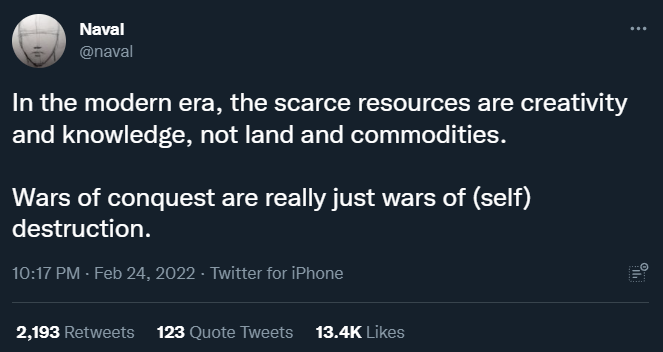 Naval
@naval
In the modern era, the scarce resources are creativity
and knowledge, not land and commodities.
Wars of conquest are really just wars of (self)
destruction.
10:17 PM · Feb 24, 2022 · Twitter for iPhone
2,193 Retweets 123 Quote Tweets 13.4K Likes